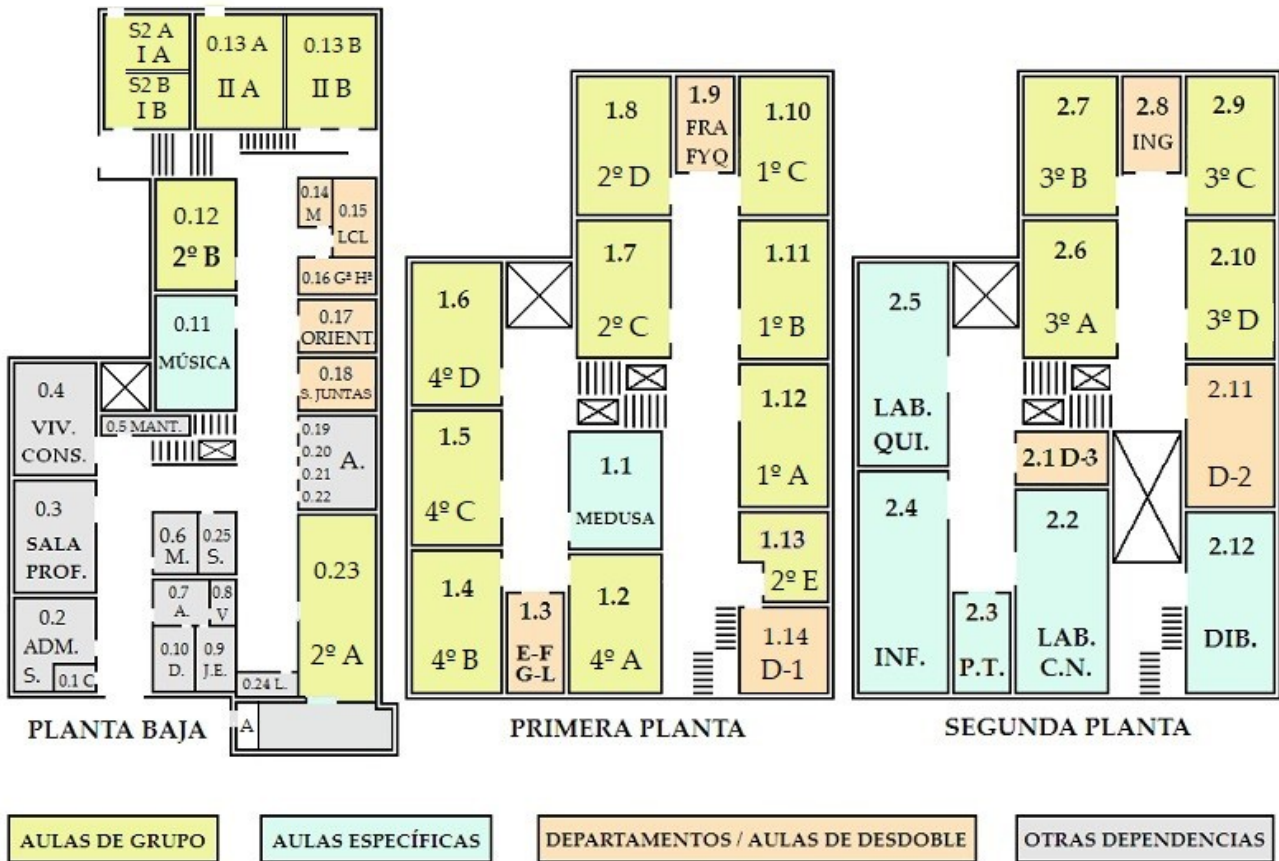 S2 A
I A
S2 B
I B
0.13 A
II A
0.13 B
II B
0.12
2º B
0.11
MÚSICA
0.14
M
0.15
LCL
0.16 Gª Hª
0.17
ORIENT.
0.18
S. JUNTAS
0.19
0.20
0.21
0.22
A.
0.4
VIV.
CONS.
0.5 MANT.
0.3
SALA
PROF.
0.2
ADM.
S.
0.1 C
0.6
M.
0.25
S.
0.7
A.
0.8
V
0.10
D.
0.9
J.E.
0.23
2º A
0.24 L.
A
PLANTA BAJA
1.8
2º D
1.9
FRA
FYQ
1.10
1º C
1.7
2º C
1.11
1º B
1.6
4º D
1.12
1º A
1.5
4º C
1.1
MEDUSA
1.13
2º E
1.4
4º B
1.3
E-F
G-L
1.2
4º A
1.14
D-1
PRIMERA PLANTA
2.7
3º B
2.8
ING
2.9
3º C
2.6
3º A
2.10
3º D
2.5
LAB.
QUI.
2.11
D-2
2.1 D-3
2.4
INF.
2.2
LAB.
C.N.
2.3
P.T.
2.12
DIB.
SEGUNDA PLANTA
AULAS DE GRUPO
AULAS ESPECÍFICAS
DEPARTAMENTOS / AULAS DE DESDOBLE
OTRAS DEPENDENCIAS